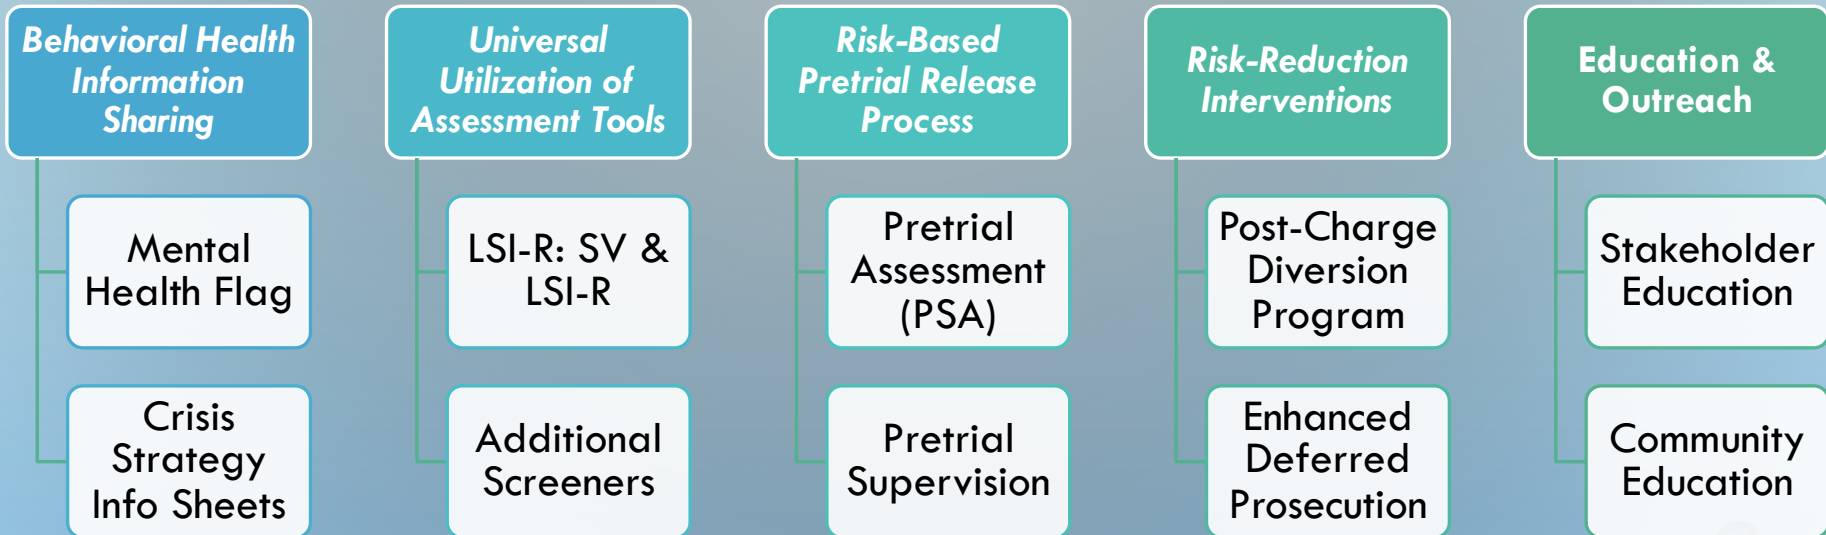 Behavioral Health
Information
Sharing
Mental
Health Flag
Crisis
Strategy
Info Sheets
Universal
Utilization of
Assessment Tools
LSI-R: SV &
LSI-R
Additional
Screeners
Risk-Based
Pretrial Release
Process
Pretrial
Assessment
(PSA)
Pretrial
Supervision
Risk-Reduction
Interventions
Post-Charge
Diversion
Program
Enhanced
Deferred
Prosecution
Education &
Outreach
Stakeholder
Education
Community
Education